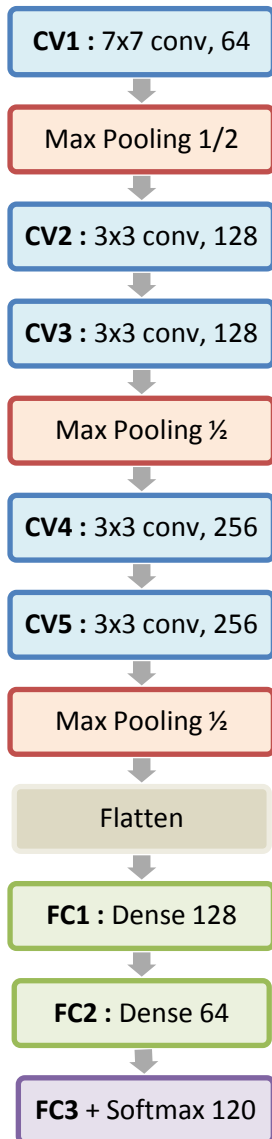 CV1 : 7x7 conv, 64
Max Pooling 1/2
CV2 : 3x3 conv, 128
CV3 : 3x3 conv, 128
Max Pooling ½
CV4 : 3x3 conv, 256
CV5 : 3x3 conv, 256
Max Pooling ½
Flatten
FC1 : Dense 128
FC2 : Dense 64
FC3 + Softmax 120